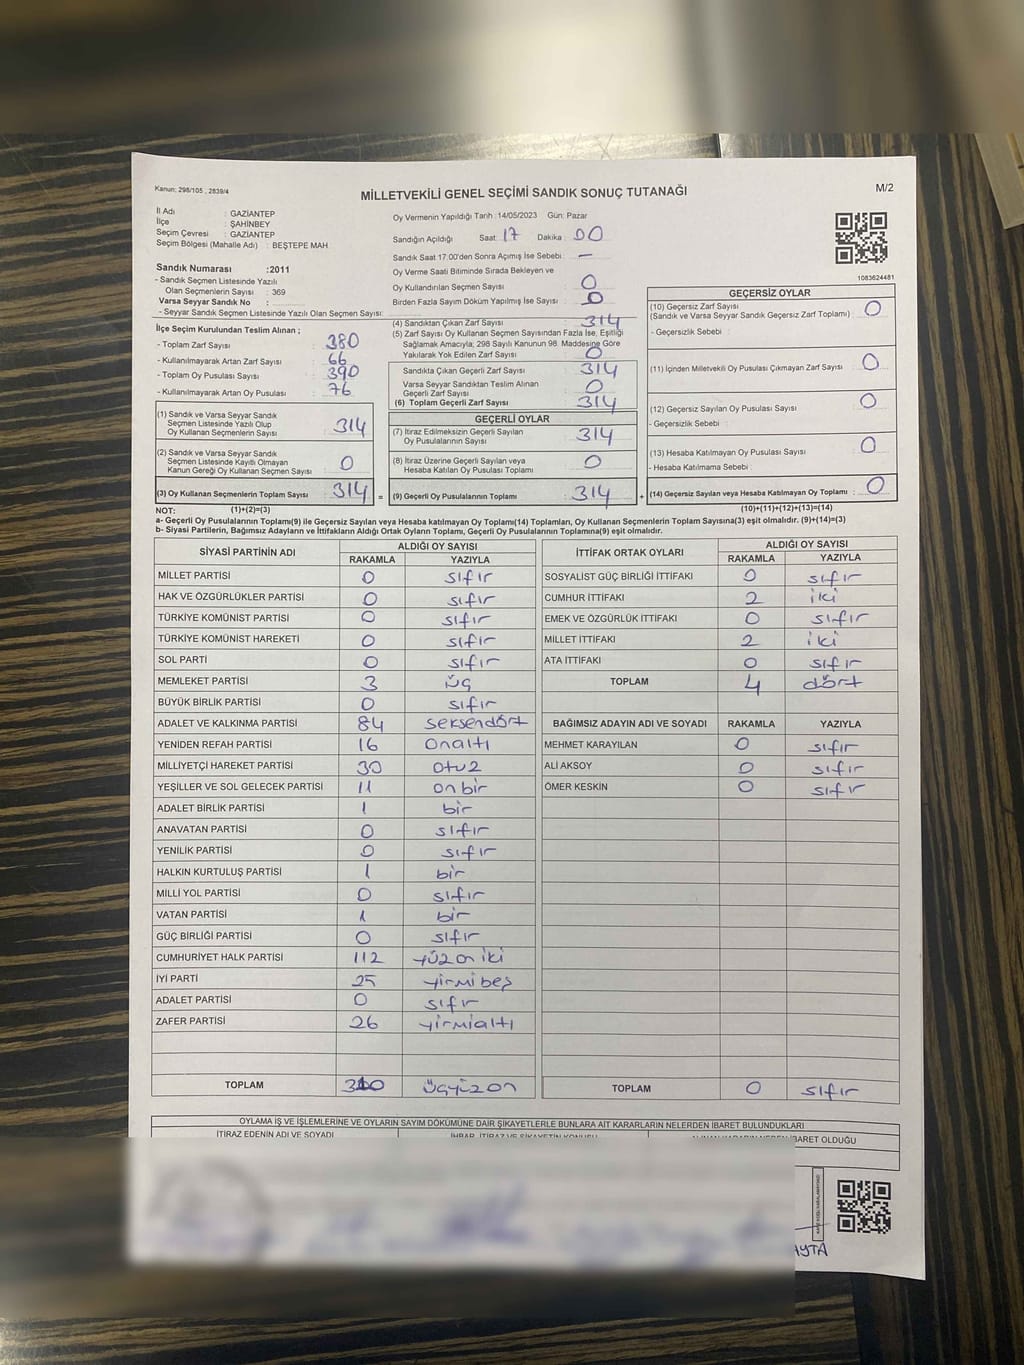 Kanun: 298/105 , 2839/4
MİLLETVEKİLİ GENEL SEÇİMİ SANDIK SONUÇ TUTANAĞI
M/2
İl Adı : GAZİANTEP
İlçe : ŞAHİNBEY
Seçim Çevresi : GAZİANTEP
Seçim Bölgesi (Mahalle Adı) : BEŞTEPE MAH
Oy Vermenin Yapıldığı Tarih :14/05/2023 Gün: Pazar
Sandığın Açıldığı Saat: 17 Dakika: 00
Sandık Saat 17.00'den Sonra Açımış İse Sebebi: –
Oy Verme Saati Bitiminde Sırada Bekleyen ve
Oy Kullandırılan Seçmen Sayısı : 0
Birden Fazla Sayım Döküm Yapılmış İse Sayısı : 0
1083624481
Sandık Numarası :2011
- Sandık Seçmen Listesinde Yazılı
Olan Seçmenlerin Sayısı : 369
Varsa Seyyar Sandık No :
- Seyyar Sandık Seçmen Listesinde Yazılı Olan Seçmen Sayısı:
İlçe Seçim Kurulundan Teslim Alınan ;
- Toplam Zarf Sayısı : 380
- Kullanılmayarak Artan Zarf Sayısı : 66
- Toplam Oy Pusulası Sayısı : 390
- Kullanılmayarak Artan Oy Pusulası : 76
(1) Sandık ve Varsa Seyyar Sandık
Seçmen Listesinde Yazılı Olup
Oy Kullanan Seçmenlerin Sayısı : 314
(2) Sandık ve Varsa Seyyar Sandık
Seçmen Listesinde Kayıtlı Olmayan
Kanun Gereği Oy Kullanan Seçmen Sayısı : 0
(3) Oy Kullanan Seçmenlerin Toplam Sayısı : 314 =
(4) Sandıktan Çıkan Zarf Sayısı : 314
(5) Zarf Sayısı Oy Kullanan Seçmen Sayısından Fazla İse, Eşitliği
Sağlamak Amacıyla; 298 Sayılı Kanunun 98. Maddesine Göre
Yakılarak Yok Edilen Zarf Sayısı : 0
Sandıkta Çıkan Geçerli Zarf Sayısı : 314
Varsa Seyyar Sandıktan Teslim Alınan
Geçerli Zarf Sayısı : 0
(6) Toplam Geçerli Zarf Sayısı : 314
GEÇERLİ OYLAR
(7) İtiraz Edilmeksizin Geçerli Sayılan
Oy Pusulalarının Sayısı : 314
(8) İtiraz Üzerine Geçerli Sayılan veya
Hesaba Katılan Oy Pusulası Toplamı : 0
(9) Geçerli Oy Pusulalarının Toplamı : 314 +
GEÇERSİZ OYLAR
(10) Geçersiz Zarf Sayısı
(Sandık ve Varsa Seyyar Sandık Geçersiz Zarf Toplamı) : 0
- Geçersizlik Sebebi :
(11) İçinden Milletvekili Oy Pusulası Çıkmayan Zarf Sayısı : 0
(12) Geçersiz Sayılan Oy Pusulası Sayısı : 0
- Geçersizlik Sebebi :
(13) Hesaba Katılmayan Oy Pusulası Sayısı : 0
- Hesaba Katılmama Sebebi :
(14) Geçersiz Sayılan veya Hesaba Katılmayan Oy Toplamı : 0
NOT: (1)+(2)=(3) (10)+(11)+(12)+(13)=(14)
a- Geçerli Oy Pusulalarının Toplamı(9) ile Geçersiz Sayılan veya Hesaba katılmayan Oy Toplamı(14) Toplamları, Oy Kullanan Seçmenlerin Toplam Sayısına(3) eşit olmalıdır. (9)+(14)=(3)
b- Siyasi Partilerin, Bağımsız Adayların ve İttifakların Aldığı Ortak Oyların Toplamı, Geçerli Oy Pusulalarının Toplamına(9) eşit olmalıdır.
SİYASİ PARTİNİN ADI ALDIĞI OY SAYISI
RAKAMLA YAZIYLA
MİLLET PARTİSİ 0 sıfır
HAK VE ÖZGÜRLÜKLER PARTİSİ 0 sıfır
TÜRKİYE KOMÜNİST PARTİSİ 0 sıfır
TÜRKİYE KOMÜNİST HAREKETİ 0 sıfır
SOL PARTİ 0 sıfır
MEMLEKET PARTİSİ 3 üç
BÜYÜK BİRLİK PARTİSİ 0 sıfır
ADALET VE KALKINMA PARTİSİ 84 seksendört
YENİDEN REFAH PARTİSİ 16 onaltı
MİLLİYETÇİ HAREKET PARTİSİ 30 otuz
YEŞİLLER VE SOL GELECEK PARTİSİ 11 onbir
ADALET BİRLİK PARTİSİ 1 bir
ANAVATAN PARTİSİ 0 sıfır
YENİLİK PARTİSİ 0 sıfır
HALKIN KURTULUŞ PARTİSİ 1 bir
MİLLİ YOL PARTİSİ 0 sıfır
VATAN PARTİSİ 1 bir
GÜÇ BİRLİĞİ PARTİSİ 0 sıfır
CUMHURİYET HALK PARTİSİ 112 yüzoniki
İYİ PARTİ 25 yirmibeş
ADALET PARTİSİ 0 sıfır
ZAFER PARTİSİ 26 yirmialtı
TOPLAM 310 üçyüzon
İTTİFAK ORTAK OYLARI ALDIĞI OY SAYISI
RAKAMLA YAZIYLA
SOSYALİST GÜÇ BİRLİĞİ İTTİFAKI 0 sıfır
CUMHUR İTTİFAKI 2 iki
EMEK VE ÖZGÜRLÜK İTTİFAKI 0 sıfır
MİLLET İTTİFAKI 2 iki
ATA İTTİFAKI 0 sıfır
TOPLAM 4 dört
BAĞIMSIZ ADAYIN ADI VE SOYADI RAKAMLA YAZIYLA
MEHMET KARAYILAN 0 sıfır
ALİ AKSOY 0 sıfır
ÖMER KESKİN 0 sıfır
TOPLAM 0 sıfır
OYLAMA İŞ VE İŞLEMLERİNE VE OYLARIN SAYIM DÖKÜMÜNE DAİR ŞİKAYETLERLE BUNLARA AİT KARARLARIN NELERDEN İBARET BULUNDUKLARI
İTİRAZ EDENİN ADI VE SOYADI
İBARET OLDUĞU